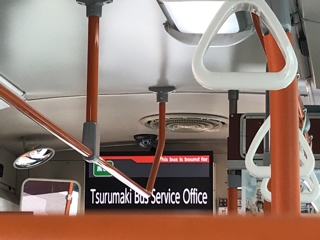 This bus is bound for
Tsurumaki Bus Service Office